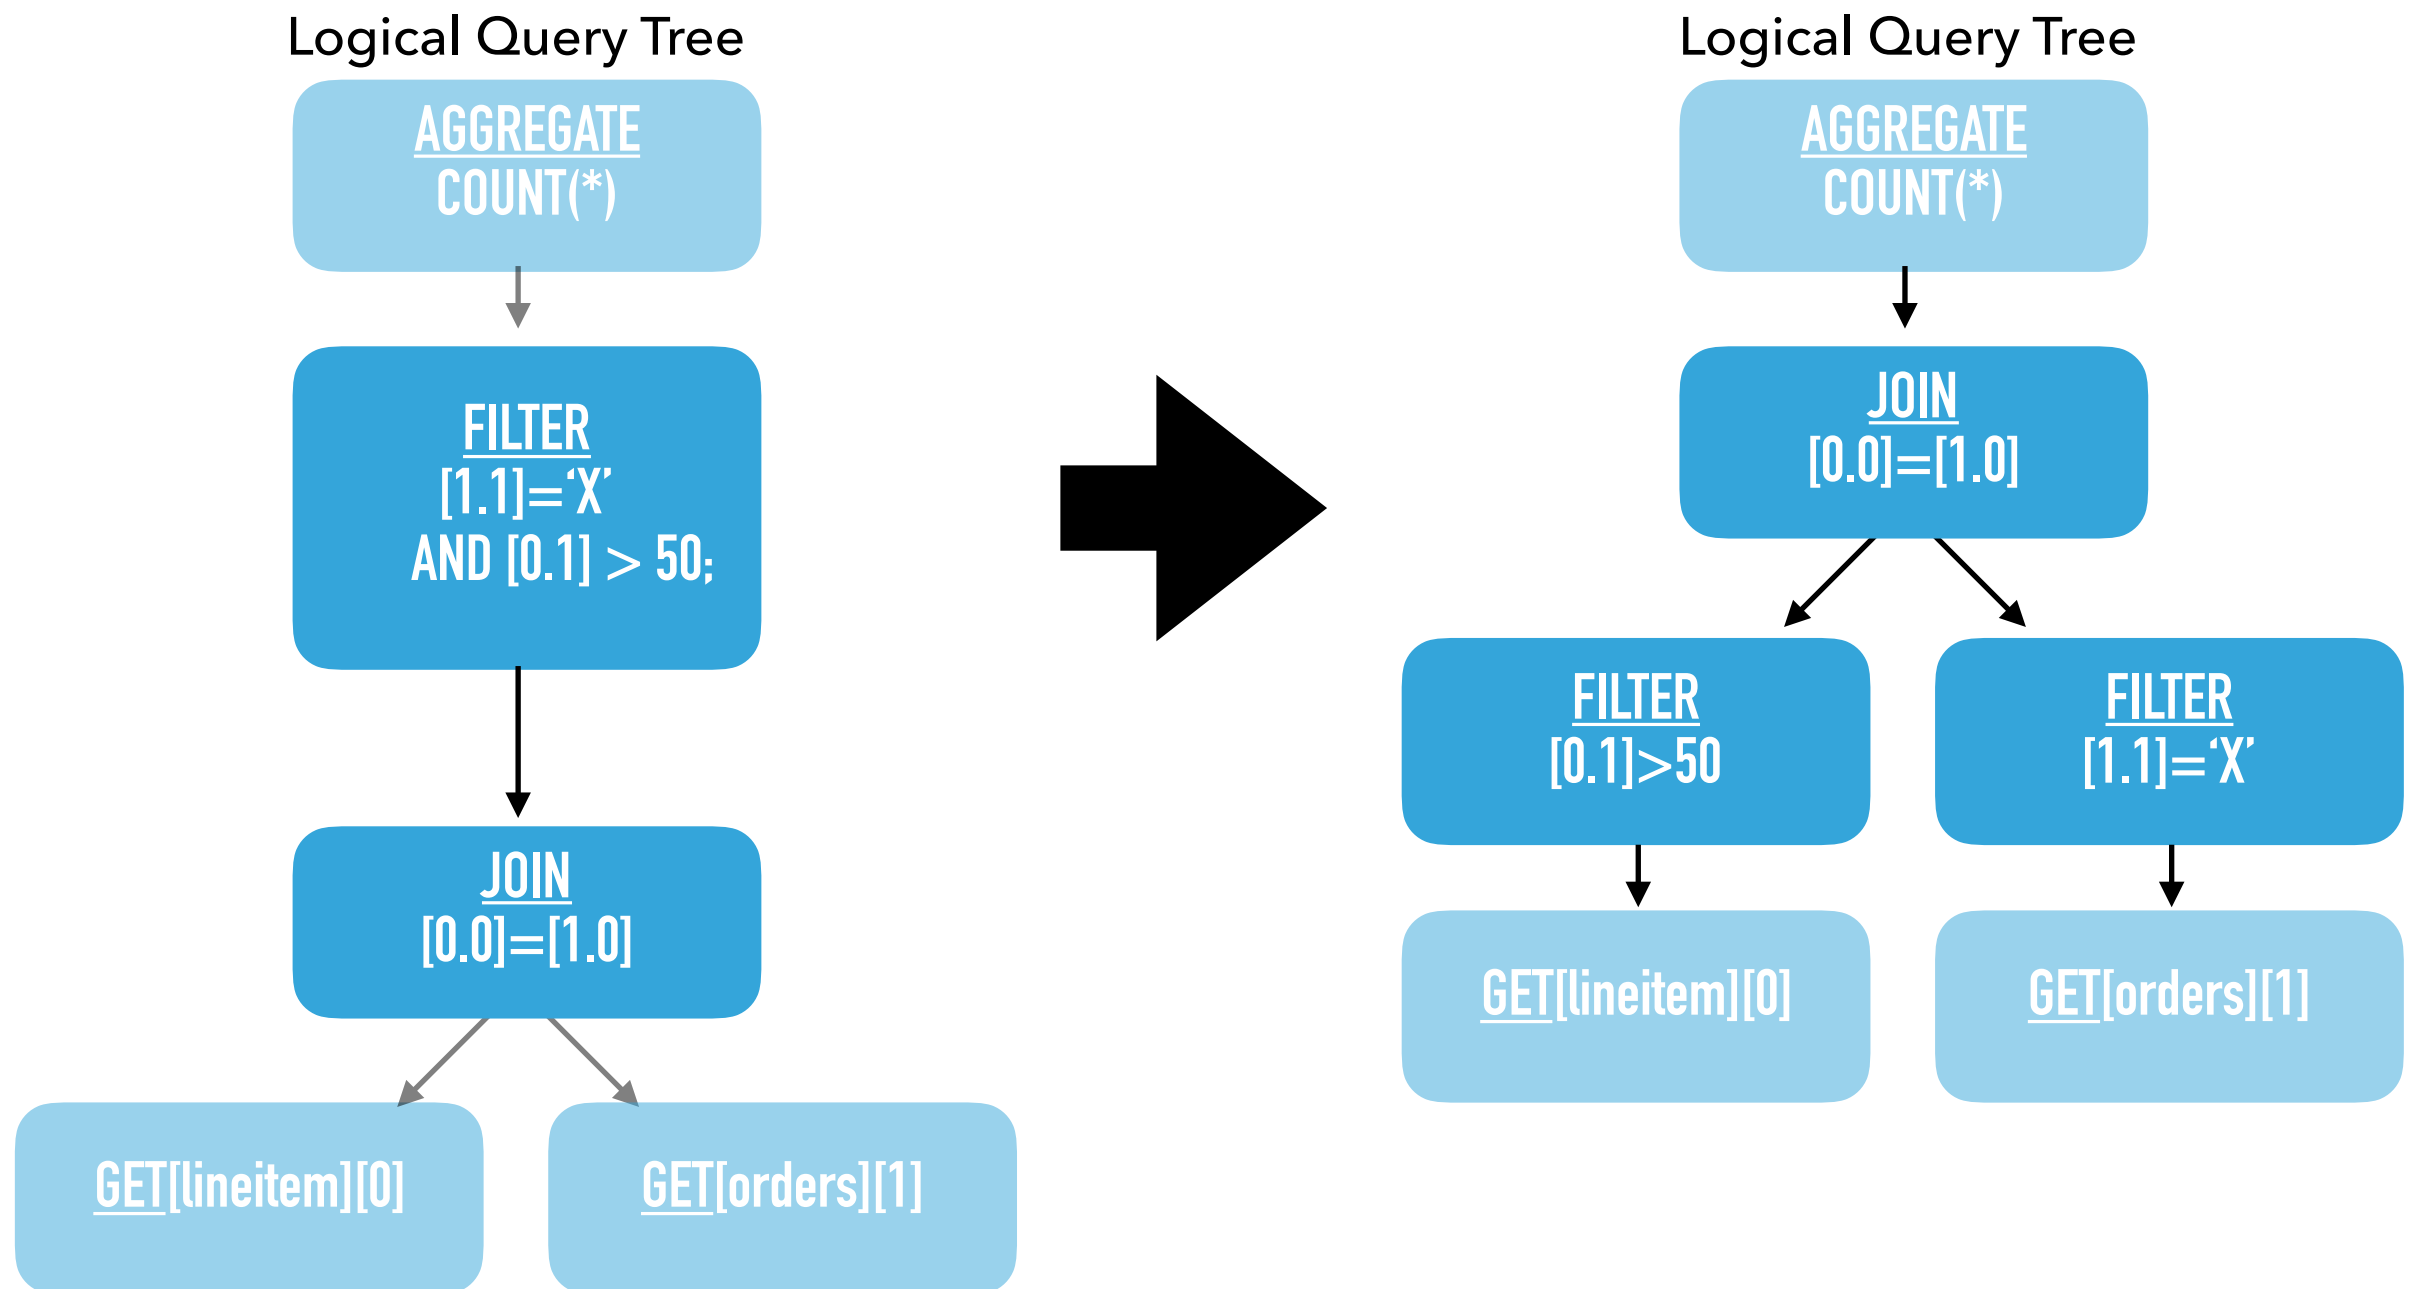 Logical Query Tree
AGGREGATE
COUNT(*)
FILTER
[1.1]=‘X’
AND [0.1] > 50;
JOIN
[0.0]=[1.0]
GET[lineitem][0]
GET[orders][1]
Logical Query Tree
AGGREGATE
COUNT(*)
JOIN
[0.0]=[1.0]
FILTER
[0.1]>50
FILTER
[1.1]=‘X’
GET[lineitem][0]
GET[orders][1]